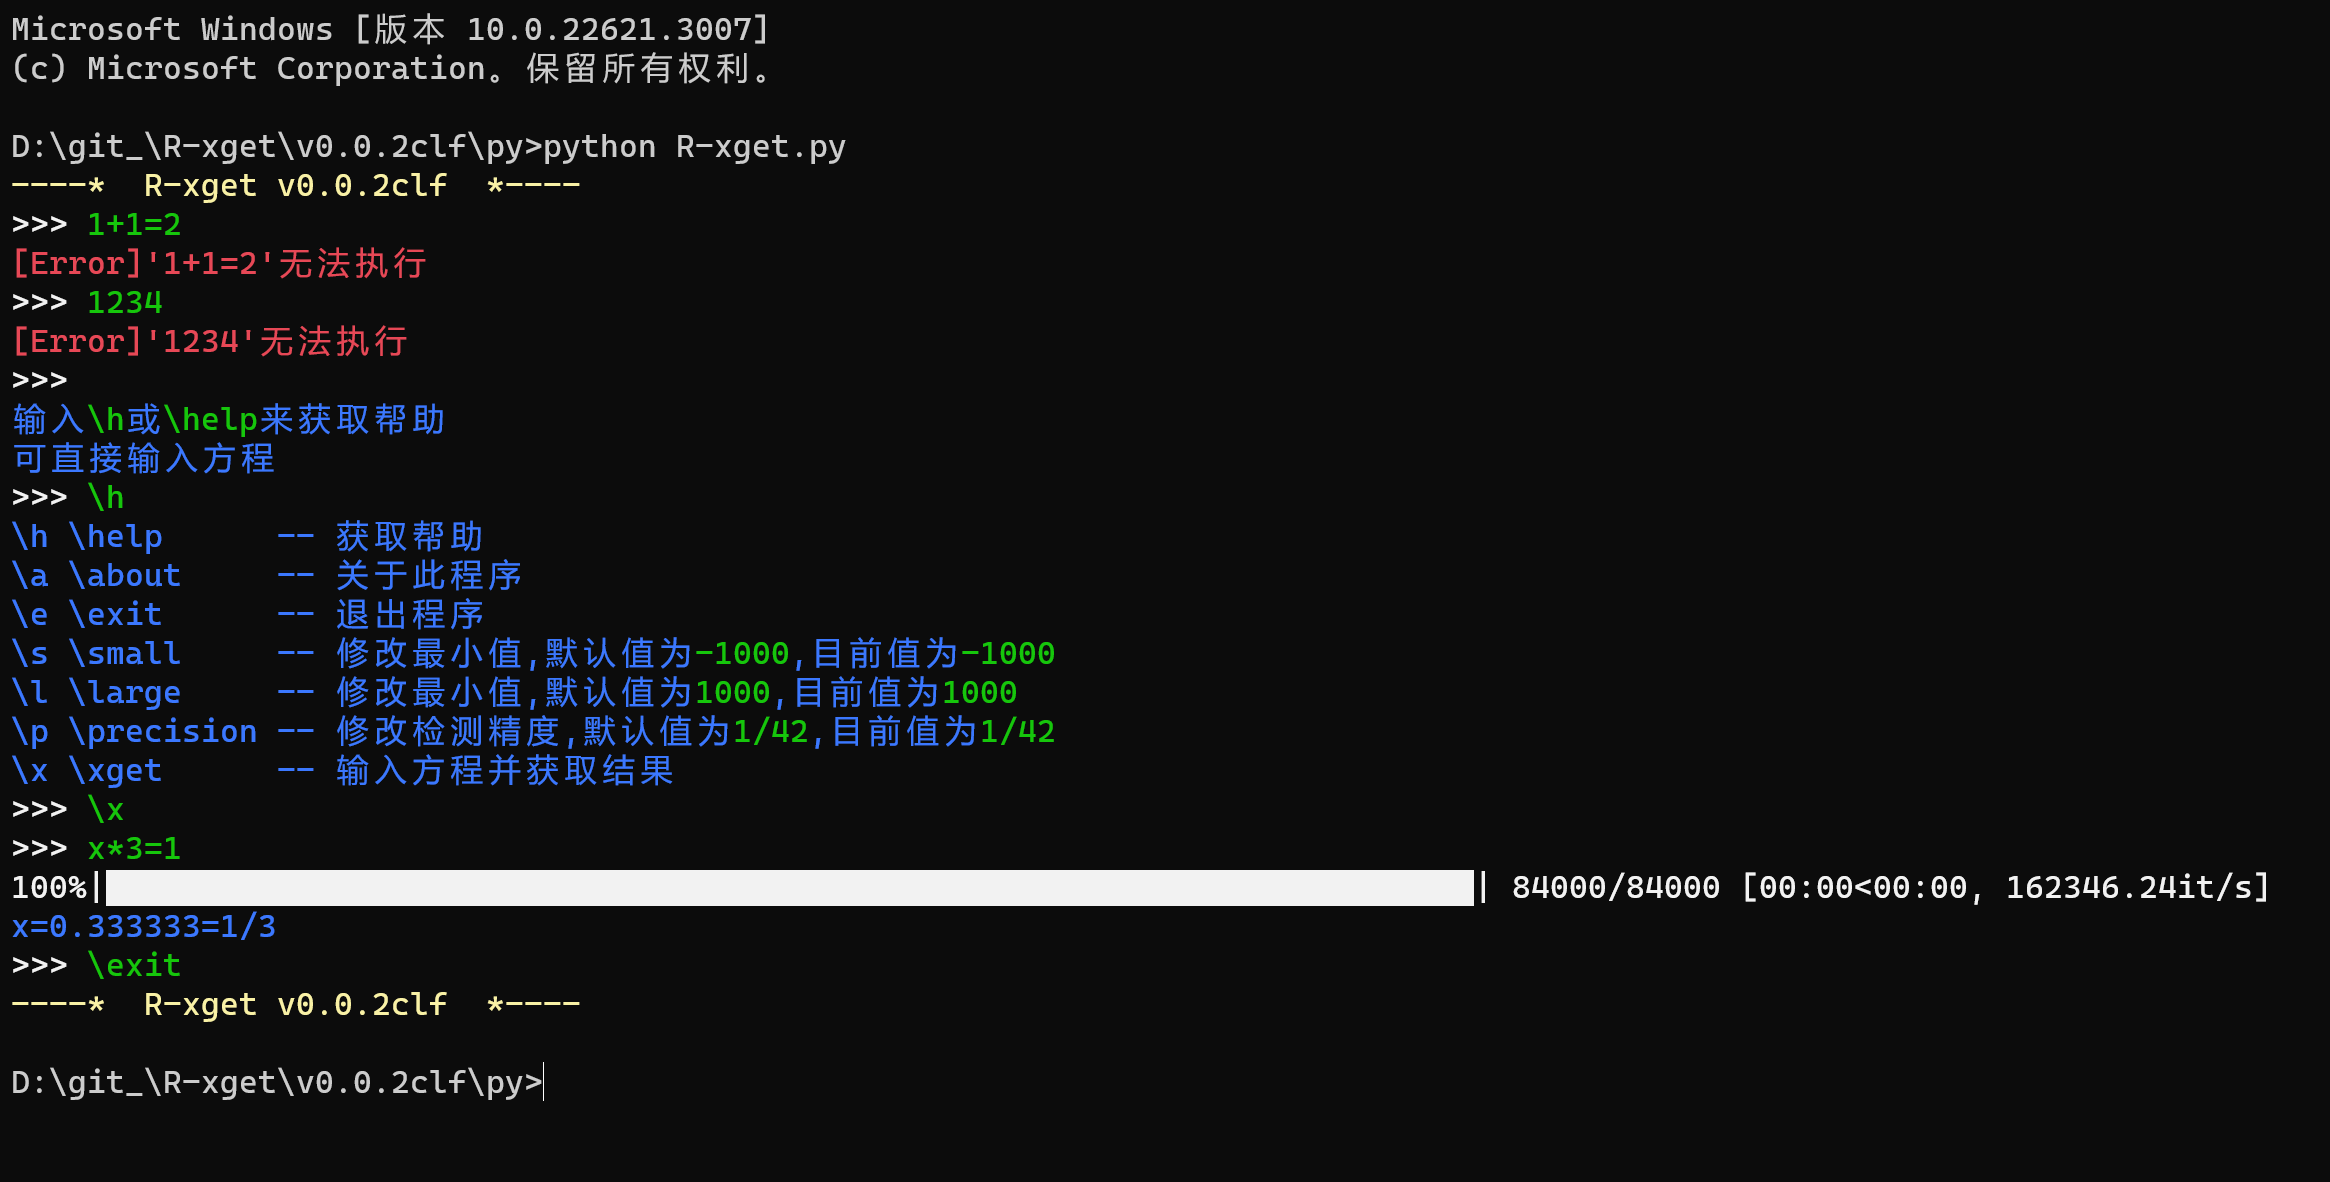 Microsoft Windows [版本 10.0.22621.3007]
(c) Microsoft Corporation。保留所有权利。
D:\git_\R-xget\v0.0.2clf\py>python R-xget.py
----*  R-xget v0.0.2clf  *----
>>> 1+1=2
[Error]'1+1=2'无法执行
>>> 1234
[Error]'1234'无法执行
>>>
输入\h或\help来获取帮助
可直接输入方程
>>> \h
\h \help      -- 获取帮助
\a \about     -- 关于此程序
\e \exit      -- 退出程序
\s \small     -- 修改最小值,默认值为-1000,目前值为-1000
\l \large     -- 修改最小值,默认值为1000,目前值为1000
\p \precision -- 修改检测精度,默认值为1/42,目前值为1/42
\x \xget      -- 输入方程并获取结果
>>> \x
>>> x*3=1
100%|██████████| 84000/84000 [00:00<00:00, 162346.24it/s]
x=0.333333=1/3
>>> \exit
----*  R-xget v0.0.2clf  *----
D:\git_\R-xget\v0.0.2clf\py>